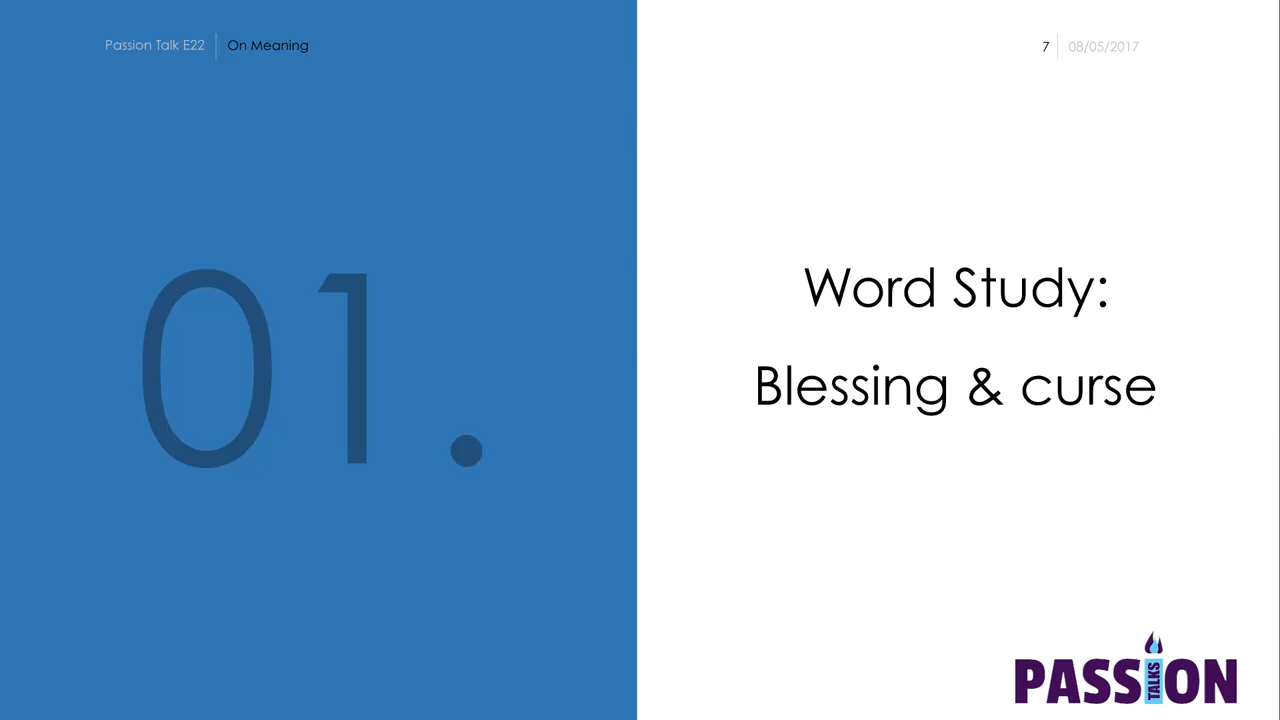 Passion Talk E22 On Meaning
7 08/05/2017
01.
Word Study:
Blessing & curse
PASSION
TALKS